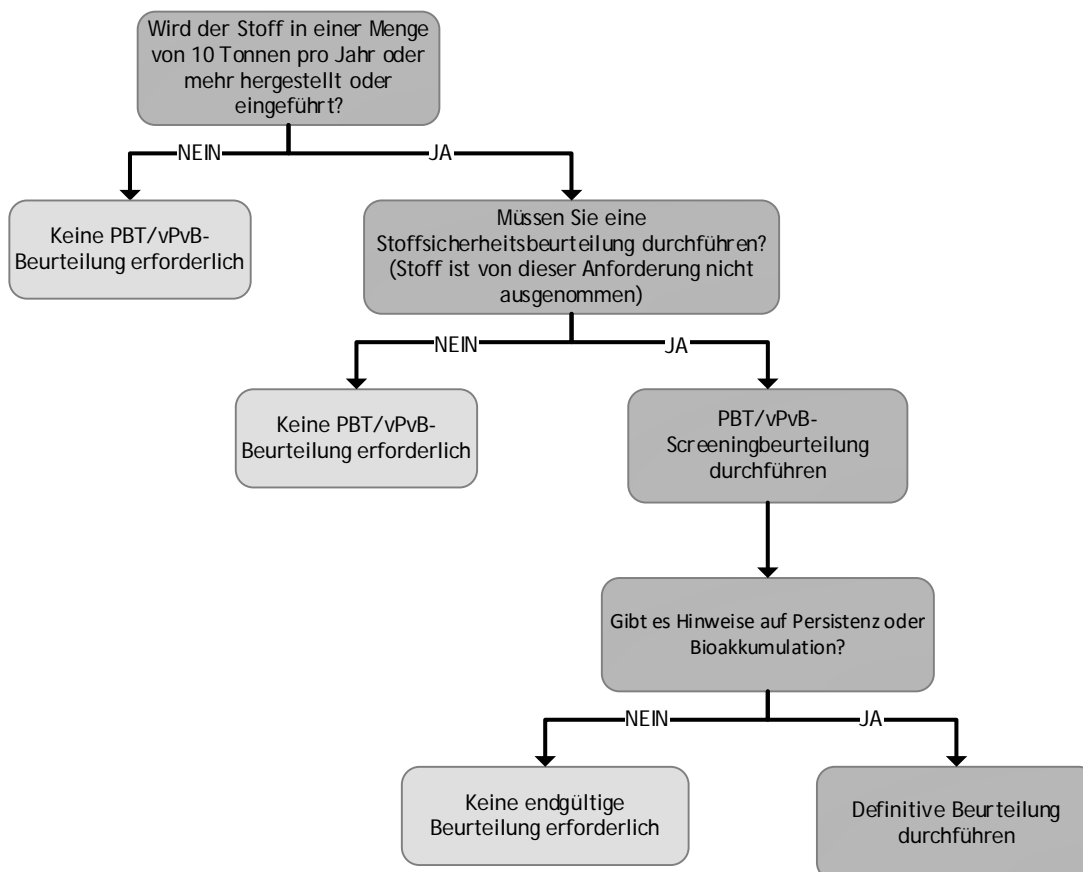 Wird der Stoff in einer Menge
von 10 Tonnen pro Jahr oder
mehr hergestellt oder
eingeführt?
NEIN
JA
Keine PBT/vPvB-
Beurteilung erforderlich
Müssen Sie eine
Stoffsicherheitsbeurteilung durchführen?
(Stoff ist von dieser Anforderung nicht
ausgenommen)
NEIN
JA
Keine PBT/vPvB-
Beurteilung erforderlich
PBT/vPvB-
Screeningbeurteilung
durchführen
Gibt es Hinweise auf Persistenz oder
Bioakkumulation?
NEIN
JA
Keine endgültige
Beurteilung erforderlich
Definitive Beurteilung
durchführen